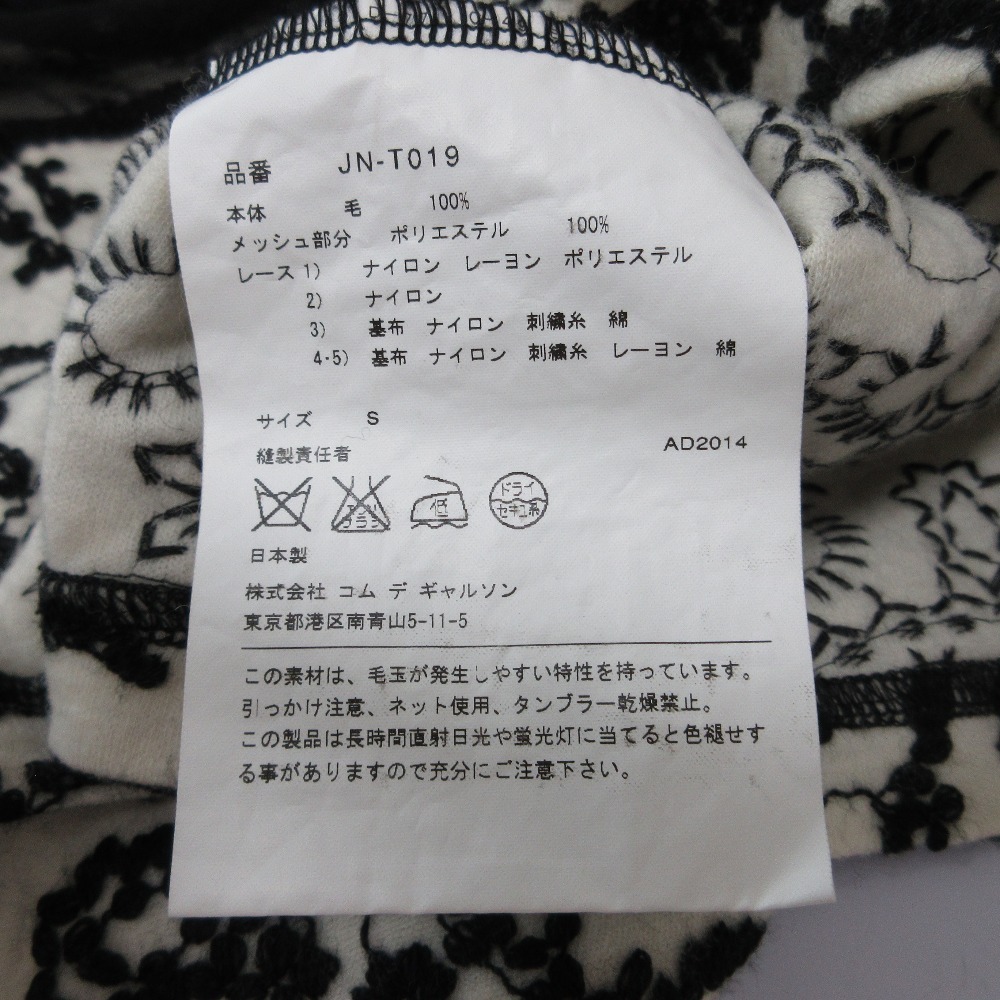 品番 JN-T019
本体 毛 100%
メッシュ部分 ポリエステル 100%
レース 1) ナイロン レーヨン ポリエステル
2) ナイロン
3) 基布 ナイロン 刺繍糸 綿
4-5) 基布 ナイロン 刺繍糸 レーヨン 綿
サイズ S
AD2014
縫製責任者
エンソ サラシ 低 ドライ セキユ系
日本製
株式会社 コム デ ギャルソン
東京都港区南青山5-11-5
この素材は、毛玉が発生しやすい特性を持っています。
引っかけ注意、ネット使用、タンブラー乾燥禁止。
この製品は長時間直射日光や蛍光灯に当てると色褪せす
る事がありますので充分にご注意下さい。